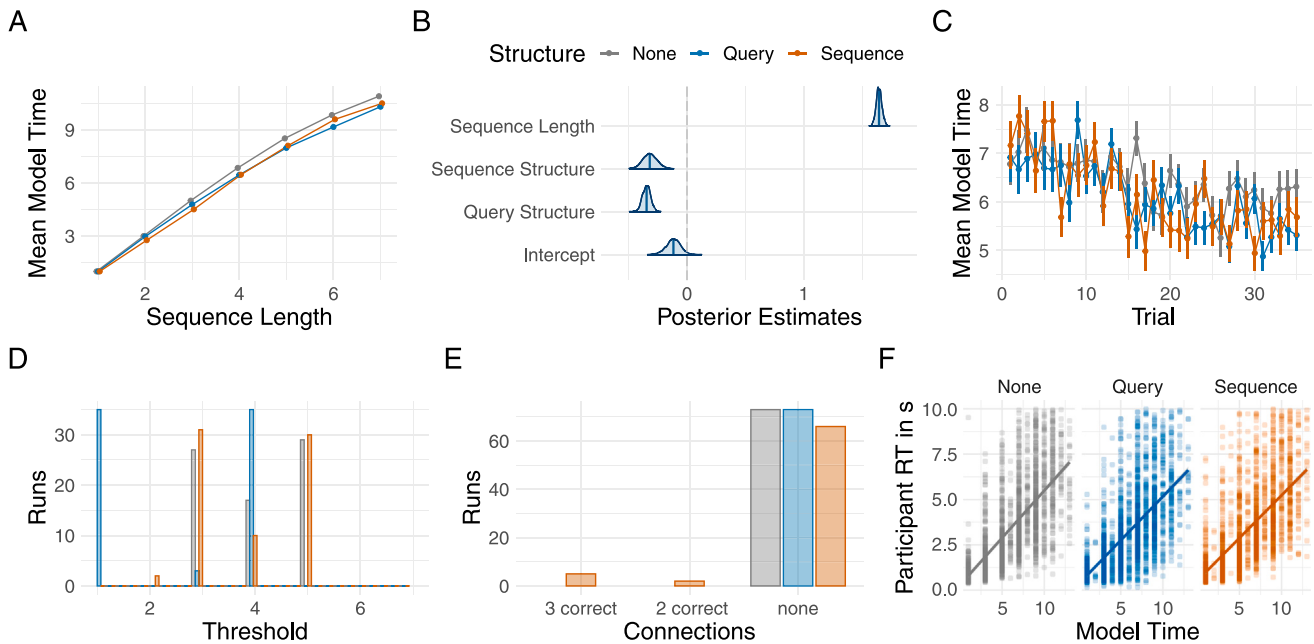 A
Mean Model Time
9
6
3
2 4 6
Sequence Length
B
Structure None Query Sequence
Sequence Length
Sequence Structure
Query Structure
Intercept
0 1
Posterior Estimates
C
Mean Model Time
8
7
6
5
0 10 20 30
Trial
D
Runs
30
20
10
0
2 4 6
Threshold
E
Runs
60
40
20
0
3 correct 2 correct none
Connections
F
None Query Sequence
Participant RT in s
10.0
7.5
5.0
2.5
0.0
5 10 5 10 5 10
Model Time